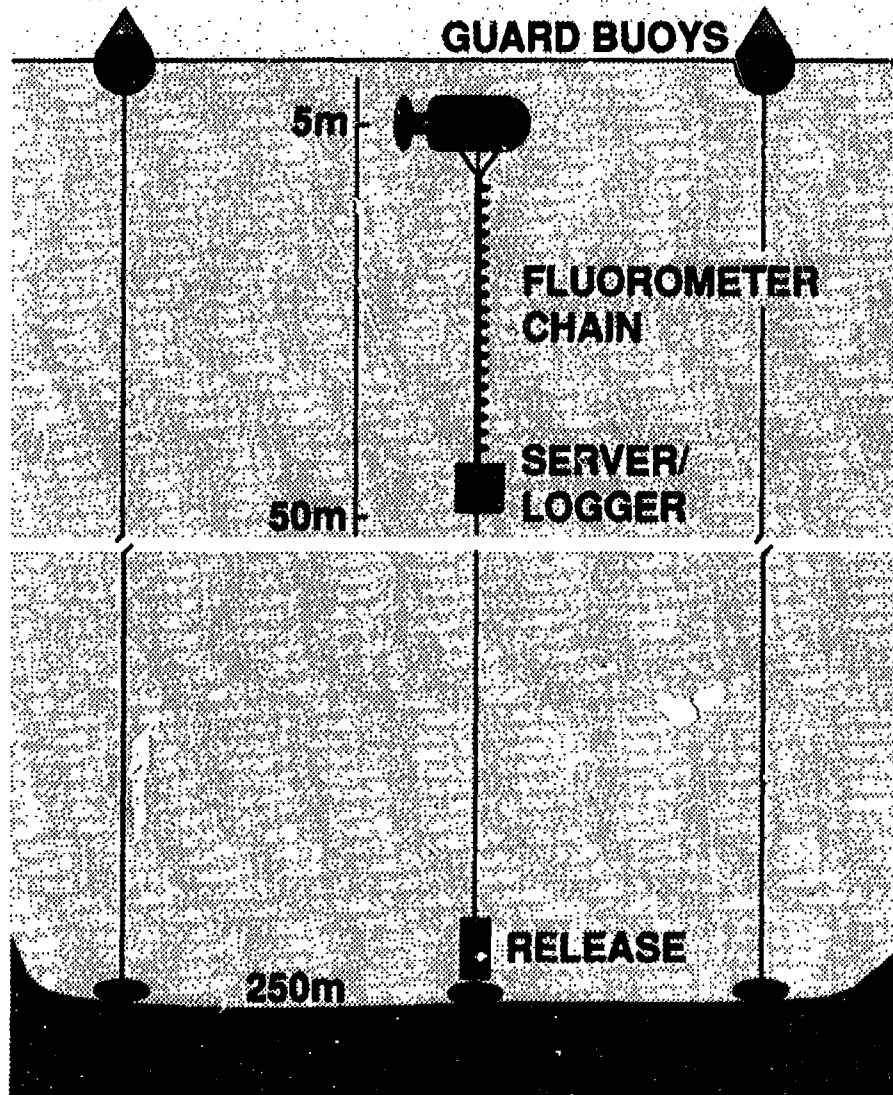 GUARD BUOYS
5m
FLUOROMETER
CHAIN
SERVER/
LOGGER
50m
RELEASE
250m